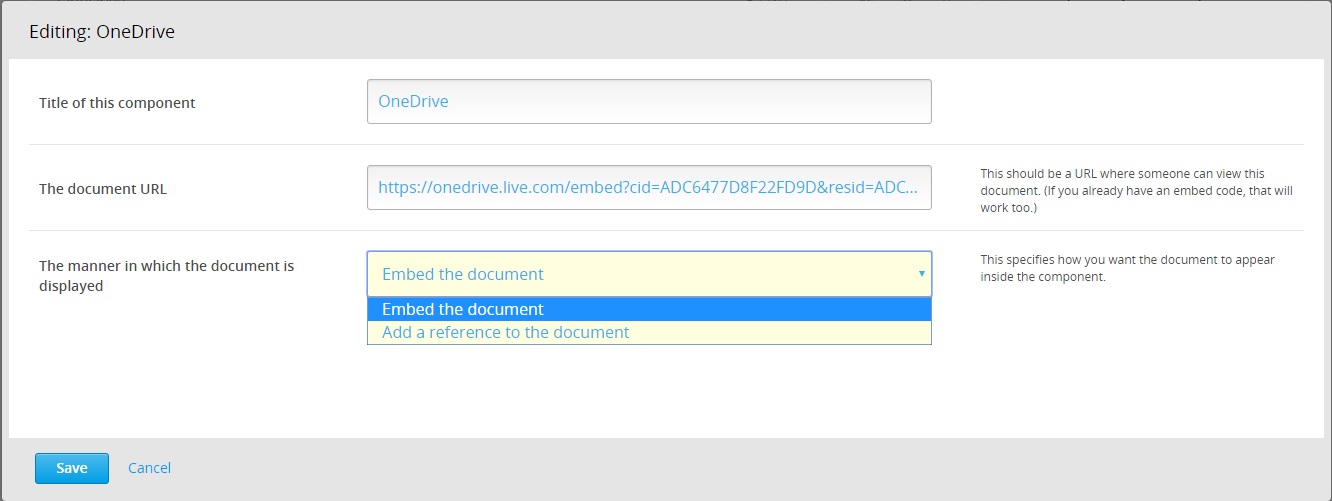 Editing: OneDrive
Title of this component
OneDrive
The document URL
https://onedrive.live.com/embed?cid=ADC6477D8F22FD9D&resid=ADC...
This should be a URL where someone can view this
document. (If you already have an embed code, that will
work too.)
The manner in which the document is
displayed
Embed the document
Embed the document
Add a reference to the document
This specifies how you want the document to appear
inside the component.
Save
Cancel